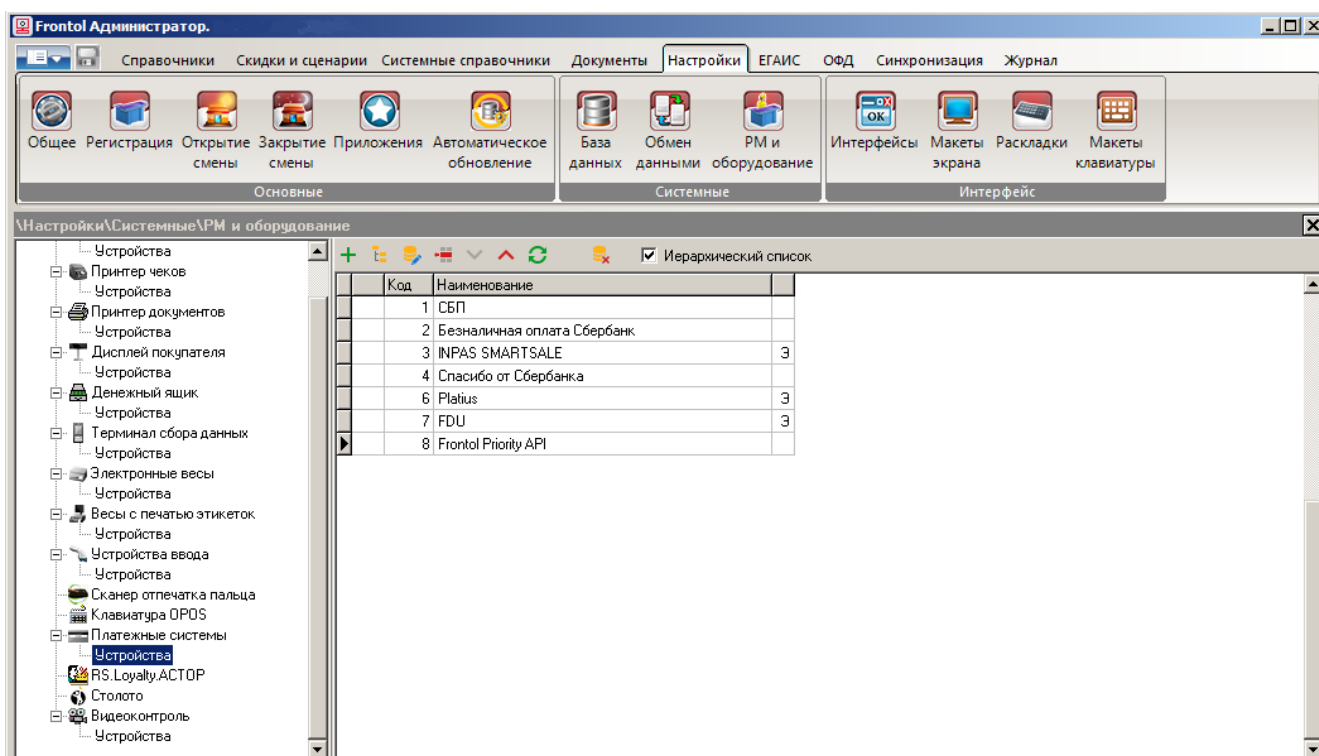 Frontol Администратор.
Справочники Скидки и сценарии Системные справочники Документы Настройки ЕГАИС ОФД Синхронизация Журнал
Общее Регистрация Открытие смены Закрытие смены Приложения Автоматическое обновление База данных Обмен данными РМ и оборудование Интерфейсы Макеты экрана Раскладки Макеты клавиатуры
OK
Основные Системные Интерфейс
\Настройки\Системные\РМ и оборудование
Устройства
Принтер чеков
Устройства
Принтер документов
Устройства
Дисплей покупателя
Устройства
Денежный ящик
Устройства
Терминал сбора данных
Устройства
Электронные весы
Устройства
Весы с печатью этикеток
Устройства
Устройства ввода
Устройства
Сканер отпечатка пальца
Клавиатура OPOS
Платежные системы
Устройства
RS.Loyalty.ACTOP
Столото
Видеоконтроль
Устройства
Иерархический список
Код Наименование
1 СБП
2 Безналичная оплата Сбербанк
3 INPAS SMARTSALE Э
4 Спасибо от Сбербанка
6 Platius Э
7 FDU Э
8 Frontol Priority API